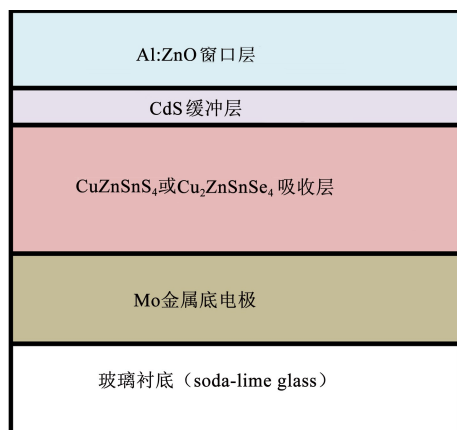 Al:ZnO窗口层
CdS缓冲层
CuZnSnS₄或Cu₂ZnSnSe₄吸收层
Mo金属底电极
玻璃衬底（soda-lime glass）